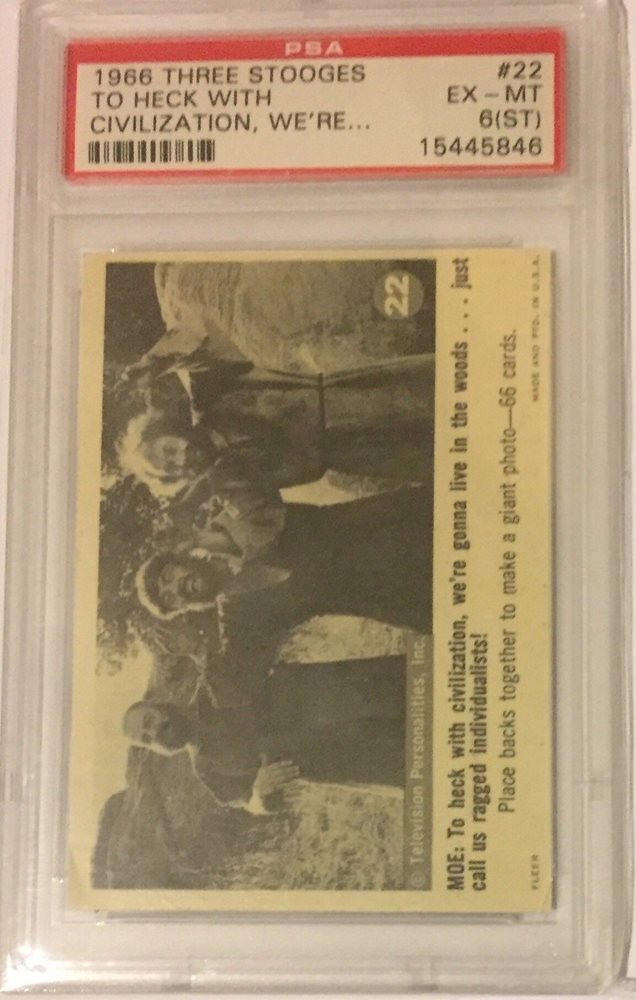 PSA
1966 THREE STOOGES #22
TO HECK WITH EX - MT
CIVILIZATION, WE'RE... 6(ST)
15445846
22
© Television Personalities, Inc.
MOE: To heck with civilization, we're gonna live in the woods . . . just
call us ragged individualists!
Place backs together to make a giant photo—66 cards.
FLEER MADE AND PTD. IN U.S.A.